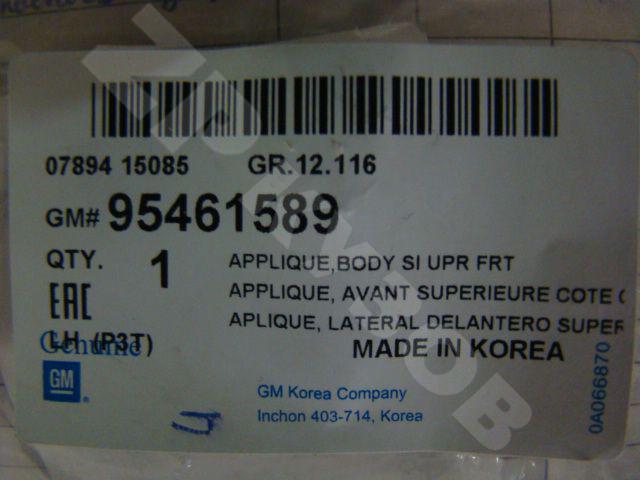 07894 15085 GR.12.116
GM# 95461589
QTY. 1
APPLIQUE,BODY SI UPR FRT
APPLIQUE, AVANT SUPERIEURE COTE
APLIQUE, LATERAL DELANTERO SUPER
EAC
LH (P3T)
Genuine
MADE IN KOREA
GM
GM Korea Company
Inchon 403-714, Korea
0A066870